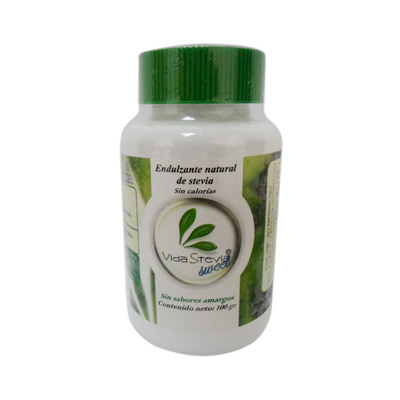 Endulzante natural
de stevia
Sin calorías
Vida Stevia
sweet
Sin sabores amargos
Contenido neto: 100 gr.